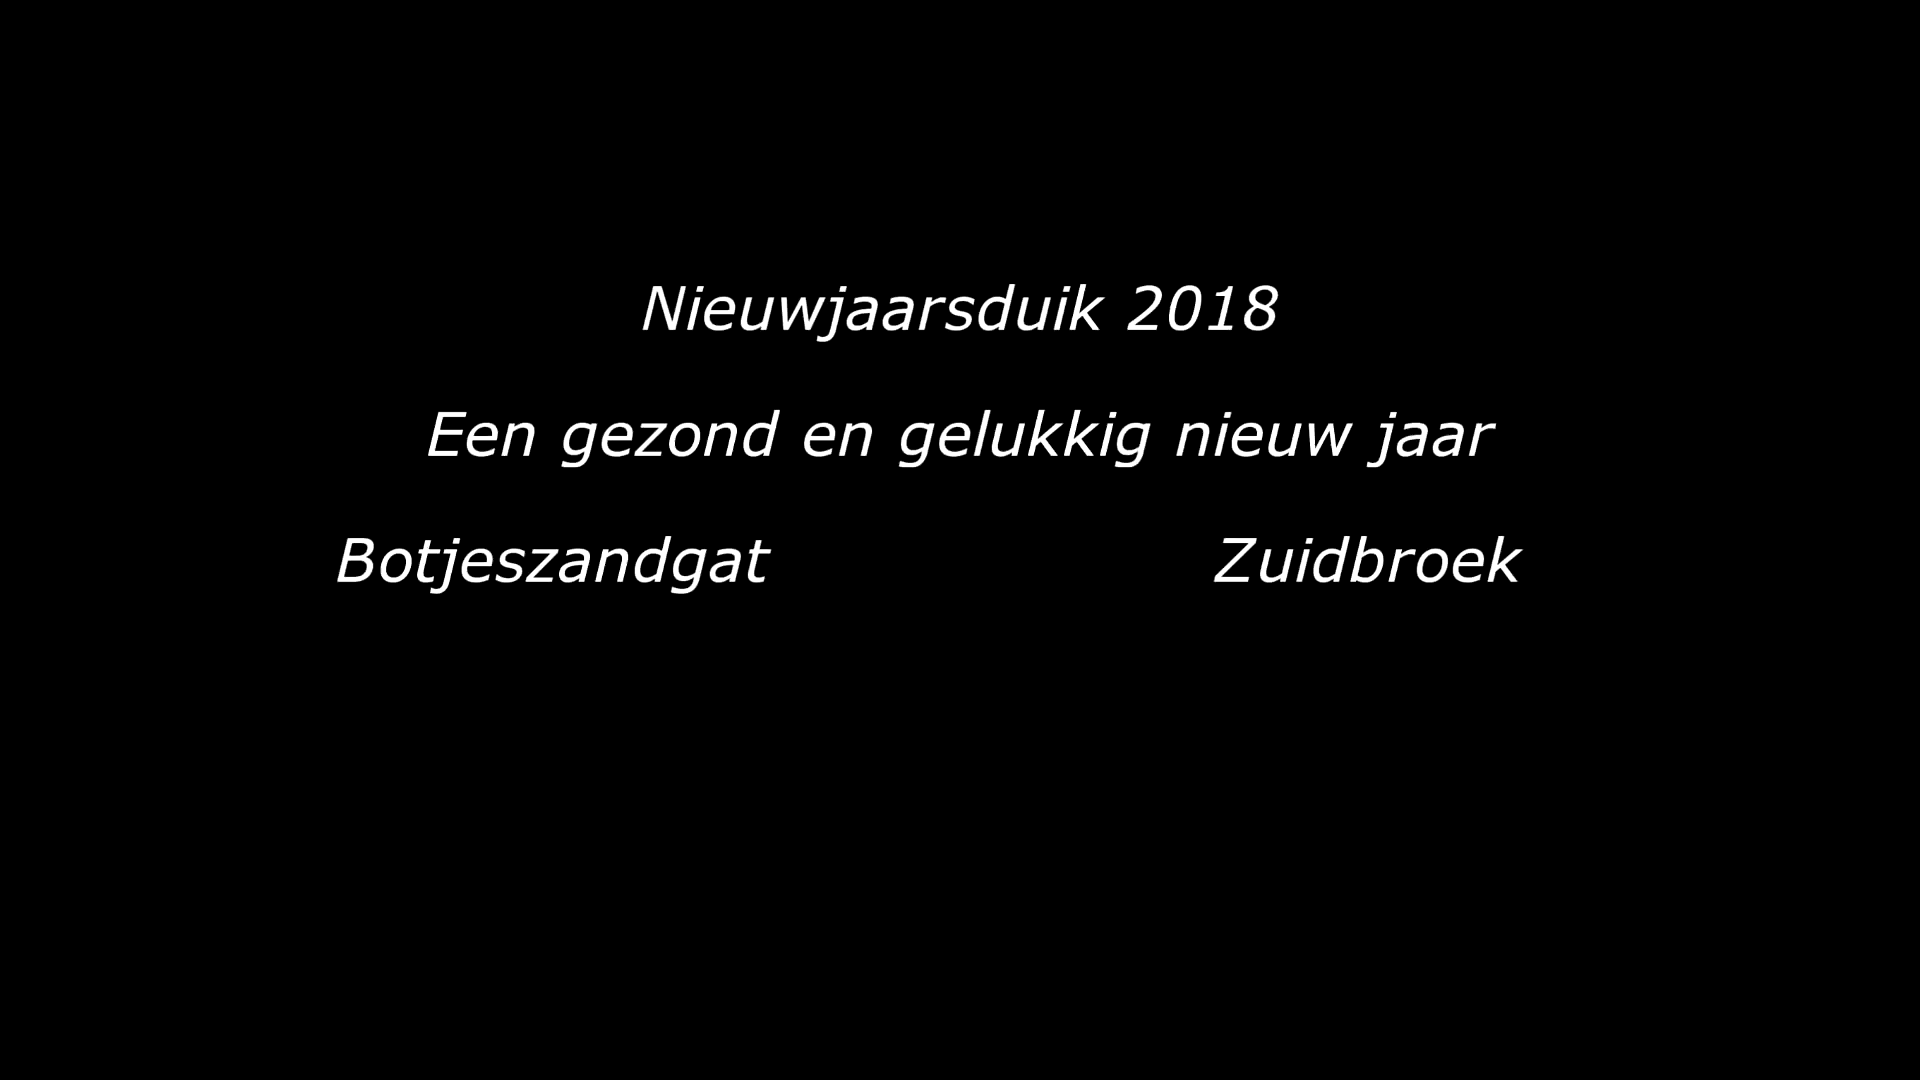 Nieuwjaarsduik 2018
Een gezond en gelukkig nieuw jaar
Botjeszandgat Zuidbroek